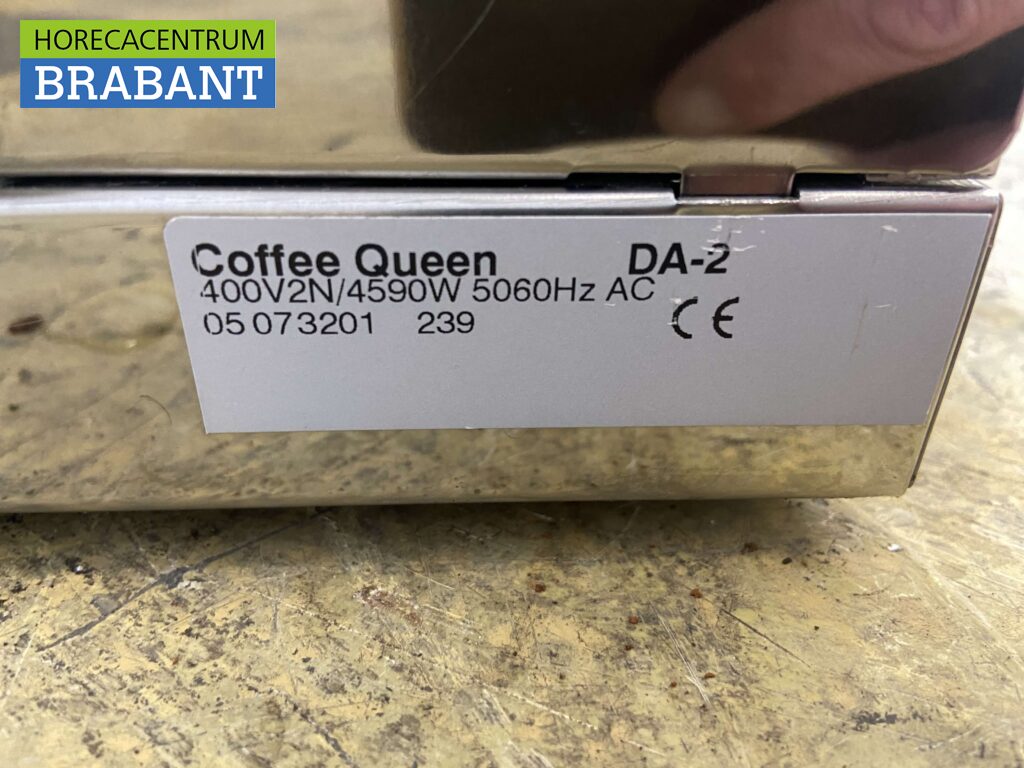 HORECACENTRUM
BRABANT
Coffee Queen DA-2
400V2N/4590W 5060Hz AC
05 073201 239 CE